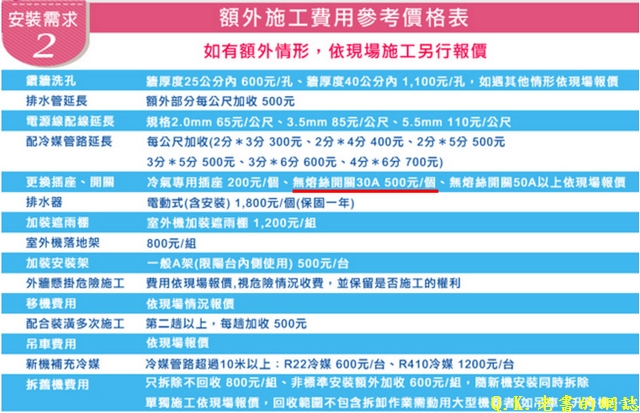 安裝需求 2 額外施工費用參考價格表
如有額外情形，依現場施工另行報價
鑽牆洗孔 牆厚度25公分內 600元/孔、牆厚度40公分內 1,100元/孔，如遇其他情形依現場報價
排水管延長 額外部分每公尺加收 500元
電源線配線延長 規格2.0mm 65元/公尺、3.5mm 85元/公尺、5.5mm 110元/公尺
配冷媒管路延長 每公尺加收(2分＊3分 300元、2分＊4分 400元、2分＊5分 500元
3分＊5分 500元、3分＊6分 600元、4分＊6分 700元)
更換插座、開關 冷氣專用插座 200元/個、無熔絲開關30A 500元/個、無熔絲開關50A以上依現場報價
排水器 電動式(含安裝) 1,800元/個(保固一年)
加裝遮雨棚 室外機加裝遮雨棚 1,200元/組
室外機落地架 800元/組
加裝安裝架 一般A架(限陽台內側使用) 500元/台
外牆懸掛危險施工 費用依現場報價,視危險情況收費，並保留是否施工的權利
移機費用 依現場情況報價
配合裝潢多次施工 第二趟以上，每趟加收 500元
吊車費用 依現場報價
新機補充冷媒 冷媒管路超過10米以上：R22冷媒 600元/台、R410冷媒 1200元/台
拆舊機費用 只拆除不回收 800元/組、非標準安裝額外加收 600元/組，隨新機安裝同時拆除
單獨施工依現場報價，回收範圍不包含拆卸作業需動用大型機